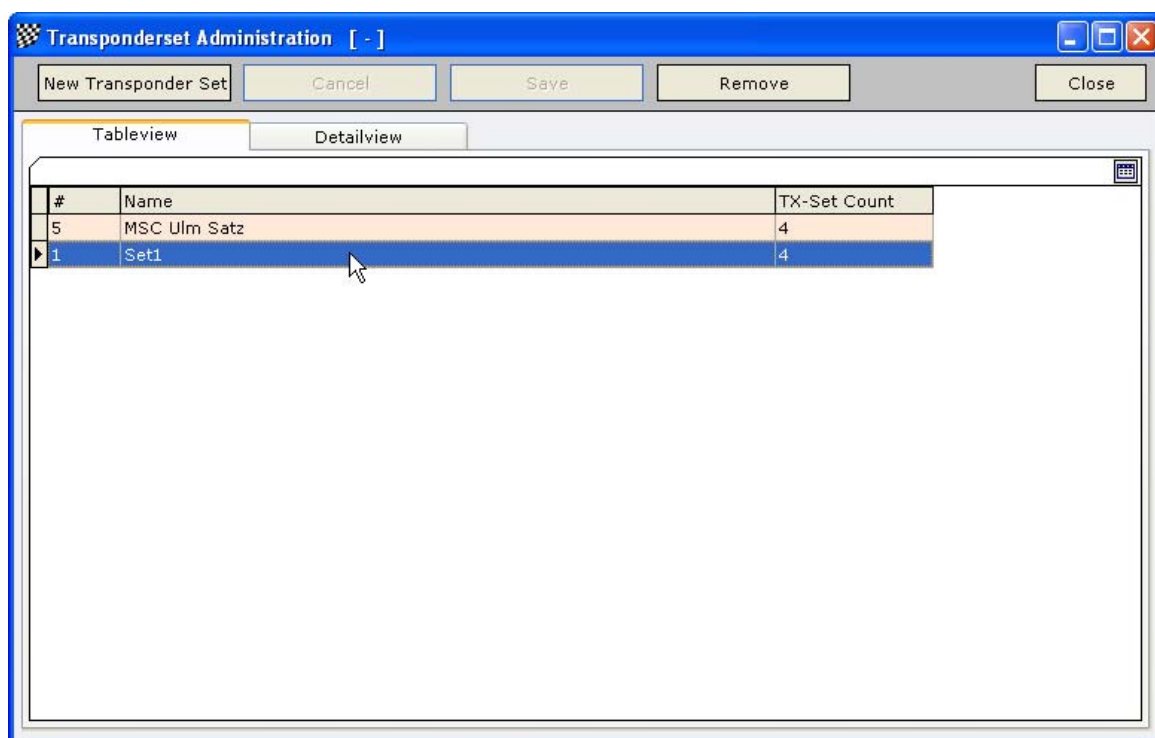 Transponderset Administration [ - ]
New Transponder Set Cancel Save Remove Close
Tableview Detailview
# Name TX-Set Count
5 MSC Ulm Satz 4
1 Set1 4